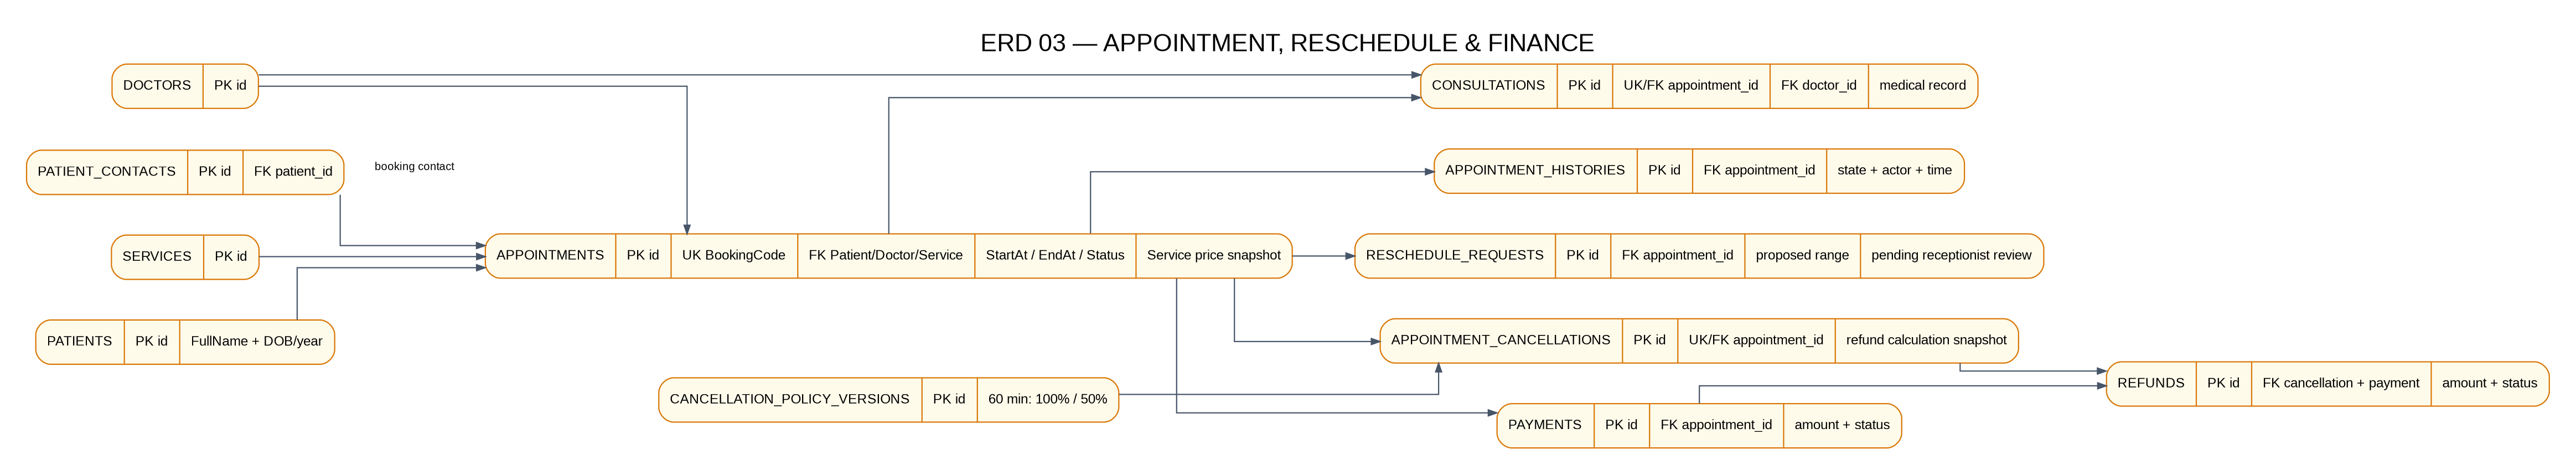 ERD 03 — APPOINTMENT, RESCHEDULE & FINANCE
DOCTORS PK id
CONSULTATIONS PK id UK/FK appointment_id FK doctor_id medical record
PATIENT_CONTACTS PK id FK patient_id
booking contact
APPOINTMENT_HISTORIES PK id FK appointment_id state + actor + time
SERVICES PK id
APPOINTMENTS PK id UK BookingCode FK Patient/Doctor/Service StartAt / EndAt / Status Service price snapshot
RESCHEDULE_REQUESTS PK id FK appointment_id proposed range pending receptionist review
PATIENTS PK id FullName + DOB/year
APPOINTMENT_CANCELLATIONS PK id UK/FK appointment_id refund calculation snapshot
CANCELLATION_POLICY_VERSIONS PK id 60 min: 100% / 50%
REFUNDS PK id FK cancellation + payment amount + status
PAYMENTS PK id FK appointment_id amount + status